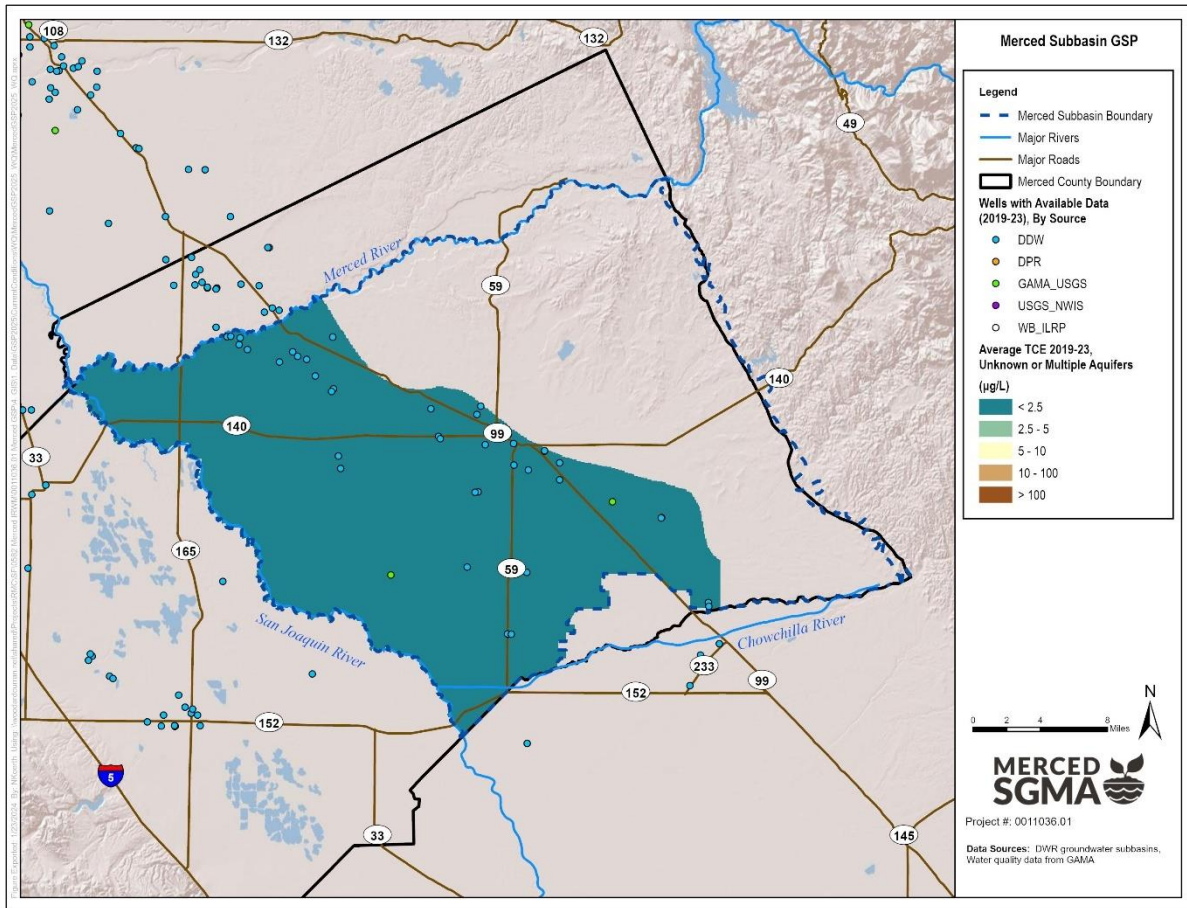 Merced Subbasin GSP
Legend
Merced Subbasin Boundary
Major Rivers
Major Roads
Merced County Boundary
Wells with Available Data
(2019-23), By Source
DDW
DPR
GAMA_USGS
USGS_NWIS
WB_ILRP
Average TCE 2019-23,
Unknown or Multiple Aquifers
(µg/L)
< 2.5
2.5 - 5
5 - 10
10 - 100
> 100
N
0 2 4 8
Miles
MERCED
SGMA
Project #: 0011036.01
Data Sources: DWR groundwater subbasins,
Water quality data from GAMA
108
132
132
49
Merced River
59
140
140
99
33
165
59
San Joaquin River
Chowchilla River
233
99
152
152
5
33
145